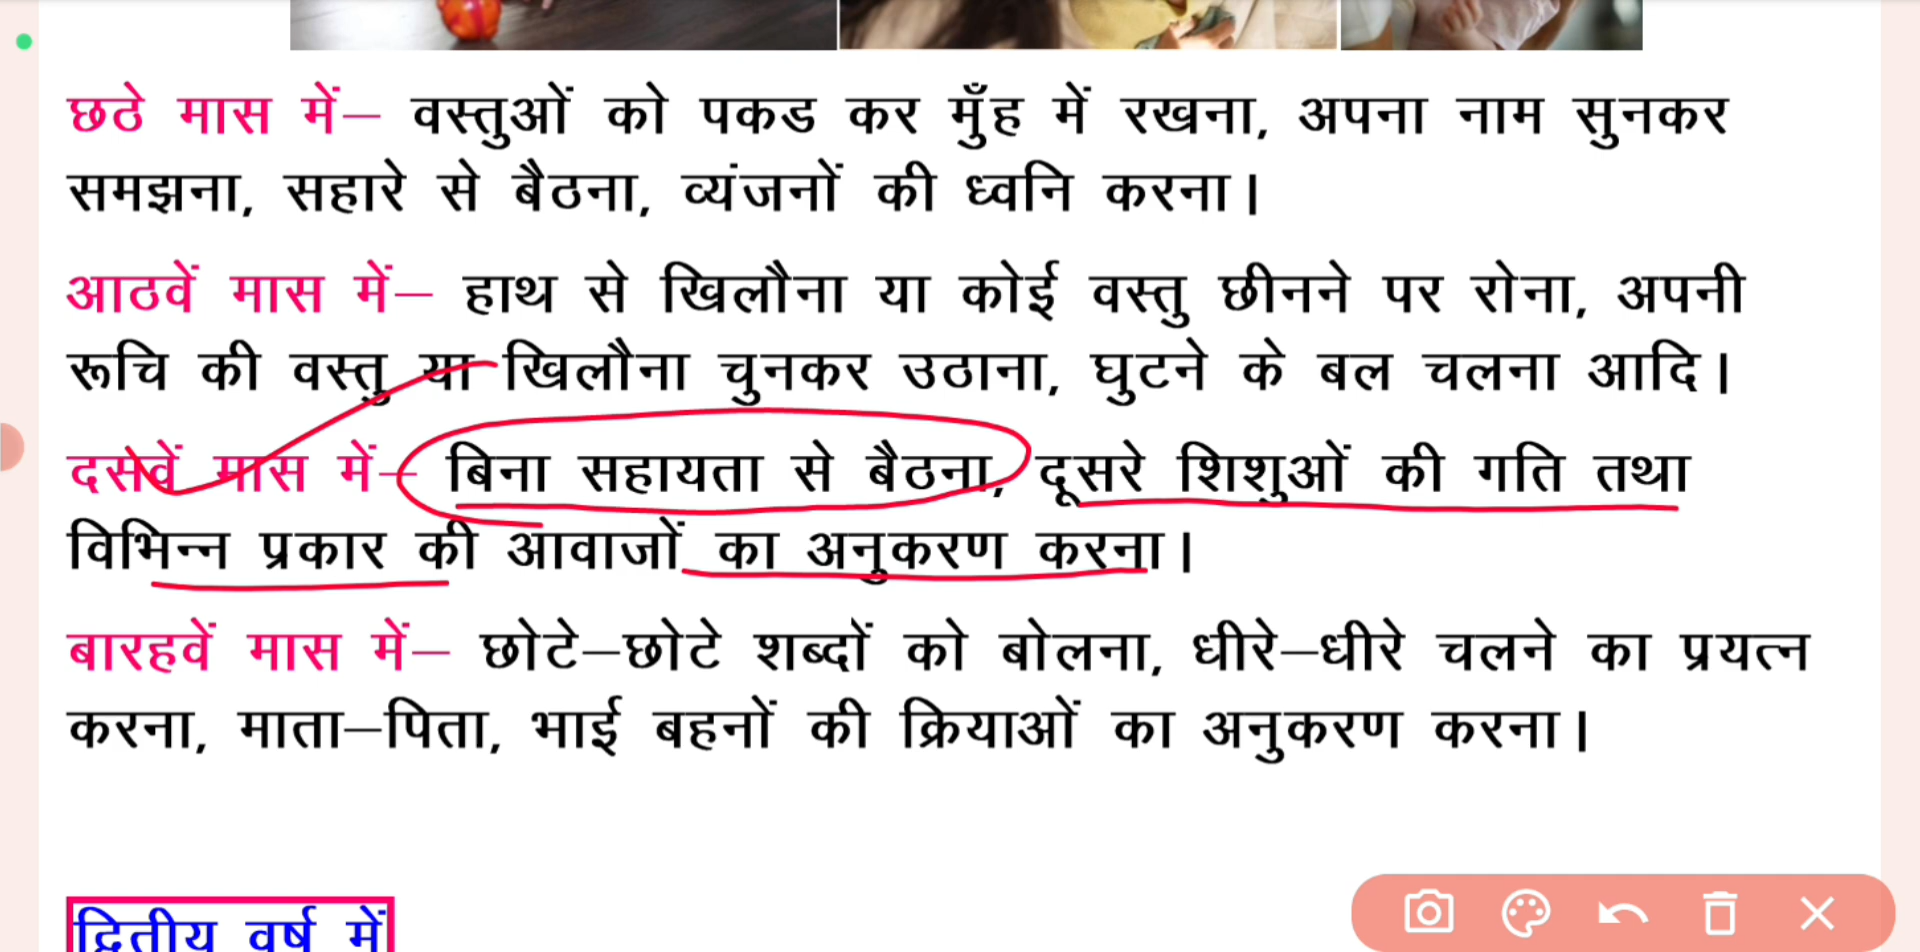 छठे मास में– वस्तुओं को पकड कर मुँह में रखना, अपना नाम सुनकर
समझना, सहारे से बैठना, व्यंजनों की ध्वनि करना।
आठवें मास में– हाथ से खिलौना या कोई वस्तु छीनने पर रोना, अपनी
रूचि की वस्तु या खिलौना चुनकर उठाना, घुटने के बल चलना आदि।
दसवें मास में– बिना सहायता से बैठना, दूसरे शिशुओं की गति तथा
विभिन्न प्रकार की आवाजों का अनुकरण करना।
बारहवें मास में– छोटे–छोटे शब्दों को बोलना, धीरे–धीरे चलने का प्रयत्न
करना, माता–पिता, भाई बहनों की क्रियाओं का अनुकरण करना।
द्वितीय वर्ष में